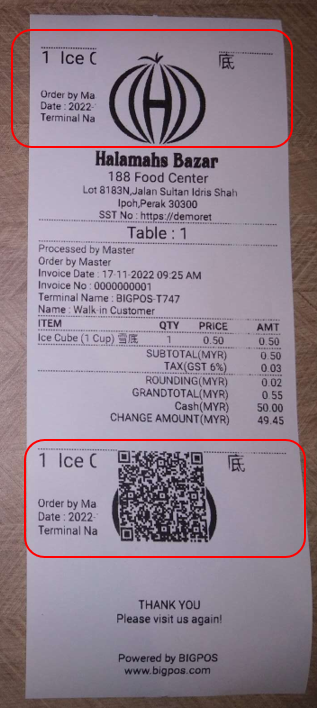 1 Ice C 底
Order by Ma
Date : 2022-
Terminal Na
Halamahs Bazar
188 Food Center
Lot 8183N,Jalan Sultan Idris Shah
Ipoh,Perak 30300
SST No : https://demoret
Table : 1
Processed by Master
Order by Master
Invoice Date : 17-11-2022 09:25 AM
Invoice No : 0000000001
Terminal Name : BIGPOS-T747
Name : Walk-in Customer
ITEM QTY PRICE AMT
Ice Cube (1 Cup) 雪底 1 0.50 0.50
SUBTOTAL(MYR) 0.50
TAX(GST 6%) 0.03
ROUNDING(MYR) 0.02
GRANDTOTAL(MYR) 0.55
Cash(MYR) 50.00
CHANGE AMOUNT(MYR) 49.45
1 Ice C 底
Order by Ma
Date : 2022-
Terminal Na
THANK YOU
Please visit us again!
Powered by BIGPOS
www.bigpos.com